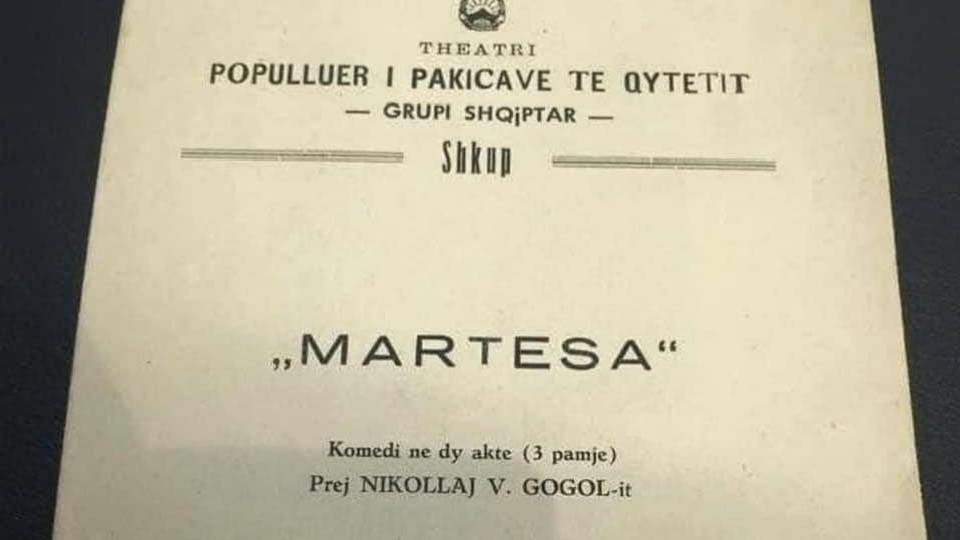 THEATRI
POPULLUER I PAKICAVE TE QYTETIT
— GRUPI SHQiPTAR —
Shkup
„MARTESA“
Komedi ne dy akte (3 pamje)
Prej NIKOLLAJ V. GOGOL-it